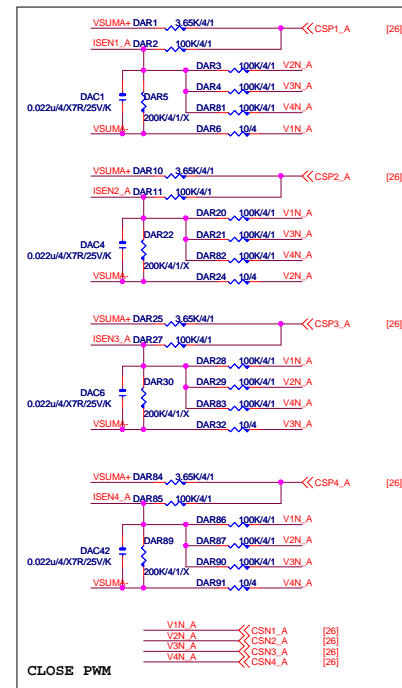 VSUMA+ DAR1 3.65K/4/1 CSP1_A [26]
ISEN1_A DAR2 100K/4/1
DAR3 100K/4/1 V2N_A
DAC1 DAR5 DAR4 100K/4/1 V3N_A
0.022u/4/X7R/25V/K 200K/4/1/X DAR81 100K/4/1 V4N_A
VSUMA- DAR6 10/4 V1N_A
VSUMA+ DAR10 3.65K/4/1 CSP2_A [26]
ISEN2_A DAR11 100K/4/1
DAR20 100K/4/1 V1N_A
DAC4 DAR22 DAR21 100K/4/1 V3N_A
0.022u/4/X7R/25V/K 200K/4/1/X DAR82 100K/4/1 V4N_A
VSUMA- DAR24 10/4 V2N_A
VSUMA+ DAR25 3.65K/4/1 CSP3_A [26]
ISEN3_A DAR27 100K/4/1
DAR28 100K/4/1 V1N_A
DAC6 DAR30 DAR29 100K/4/1 V2N_A
0.022u/4/X7R/25V/K 200K/4/1/X DAR83 100K/4/1 V4N_A
VSUMA- DAR32 10/4 V3N_A
VSUMA+ DAR84 3.65K/4/1 CSP4_A [26]
ISEN4_A DAR85 100K/4/1
DAR86 100K/4/1 V1N_A
DAC42 DAR89 DAR87 100K/4/1 V2N_A
0.022u/4/X7R/25V/K 200K/4/1/X DAR90 100K/4/1 V3N_A
VSUMA- DAR91 10/4 V4N_A
V1N_A CSN1_A [26]
V2N_A CSN2_A [26]
V3N_A CSN3_A [26]
V4N_A CSN4_A [26]
CLOSE PWM